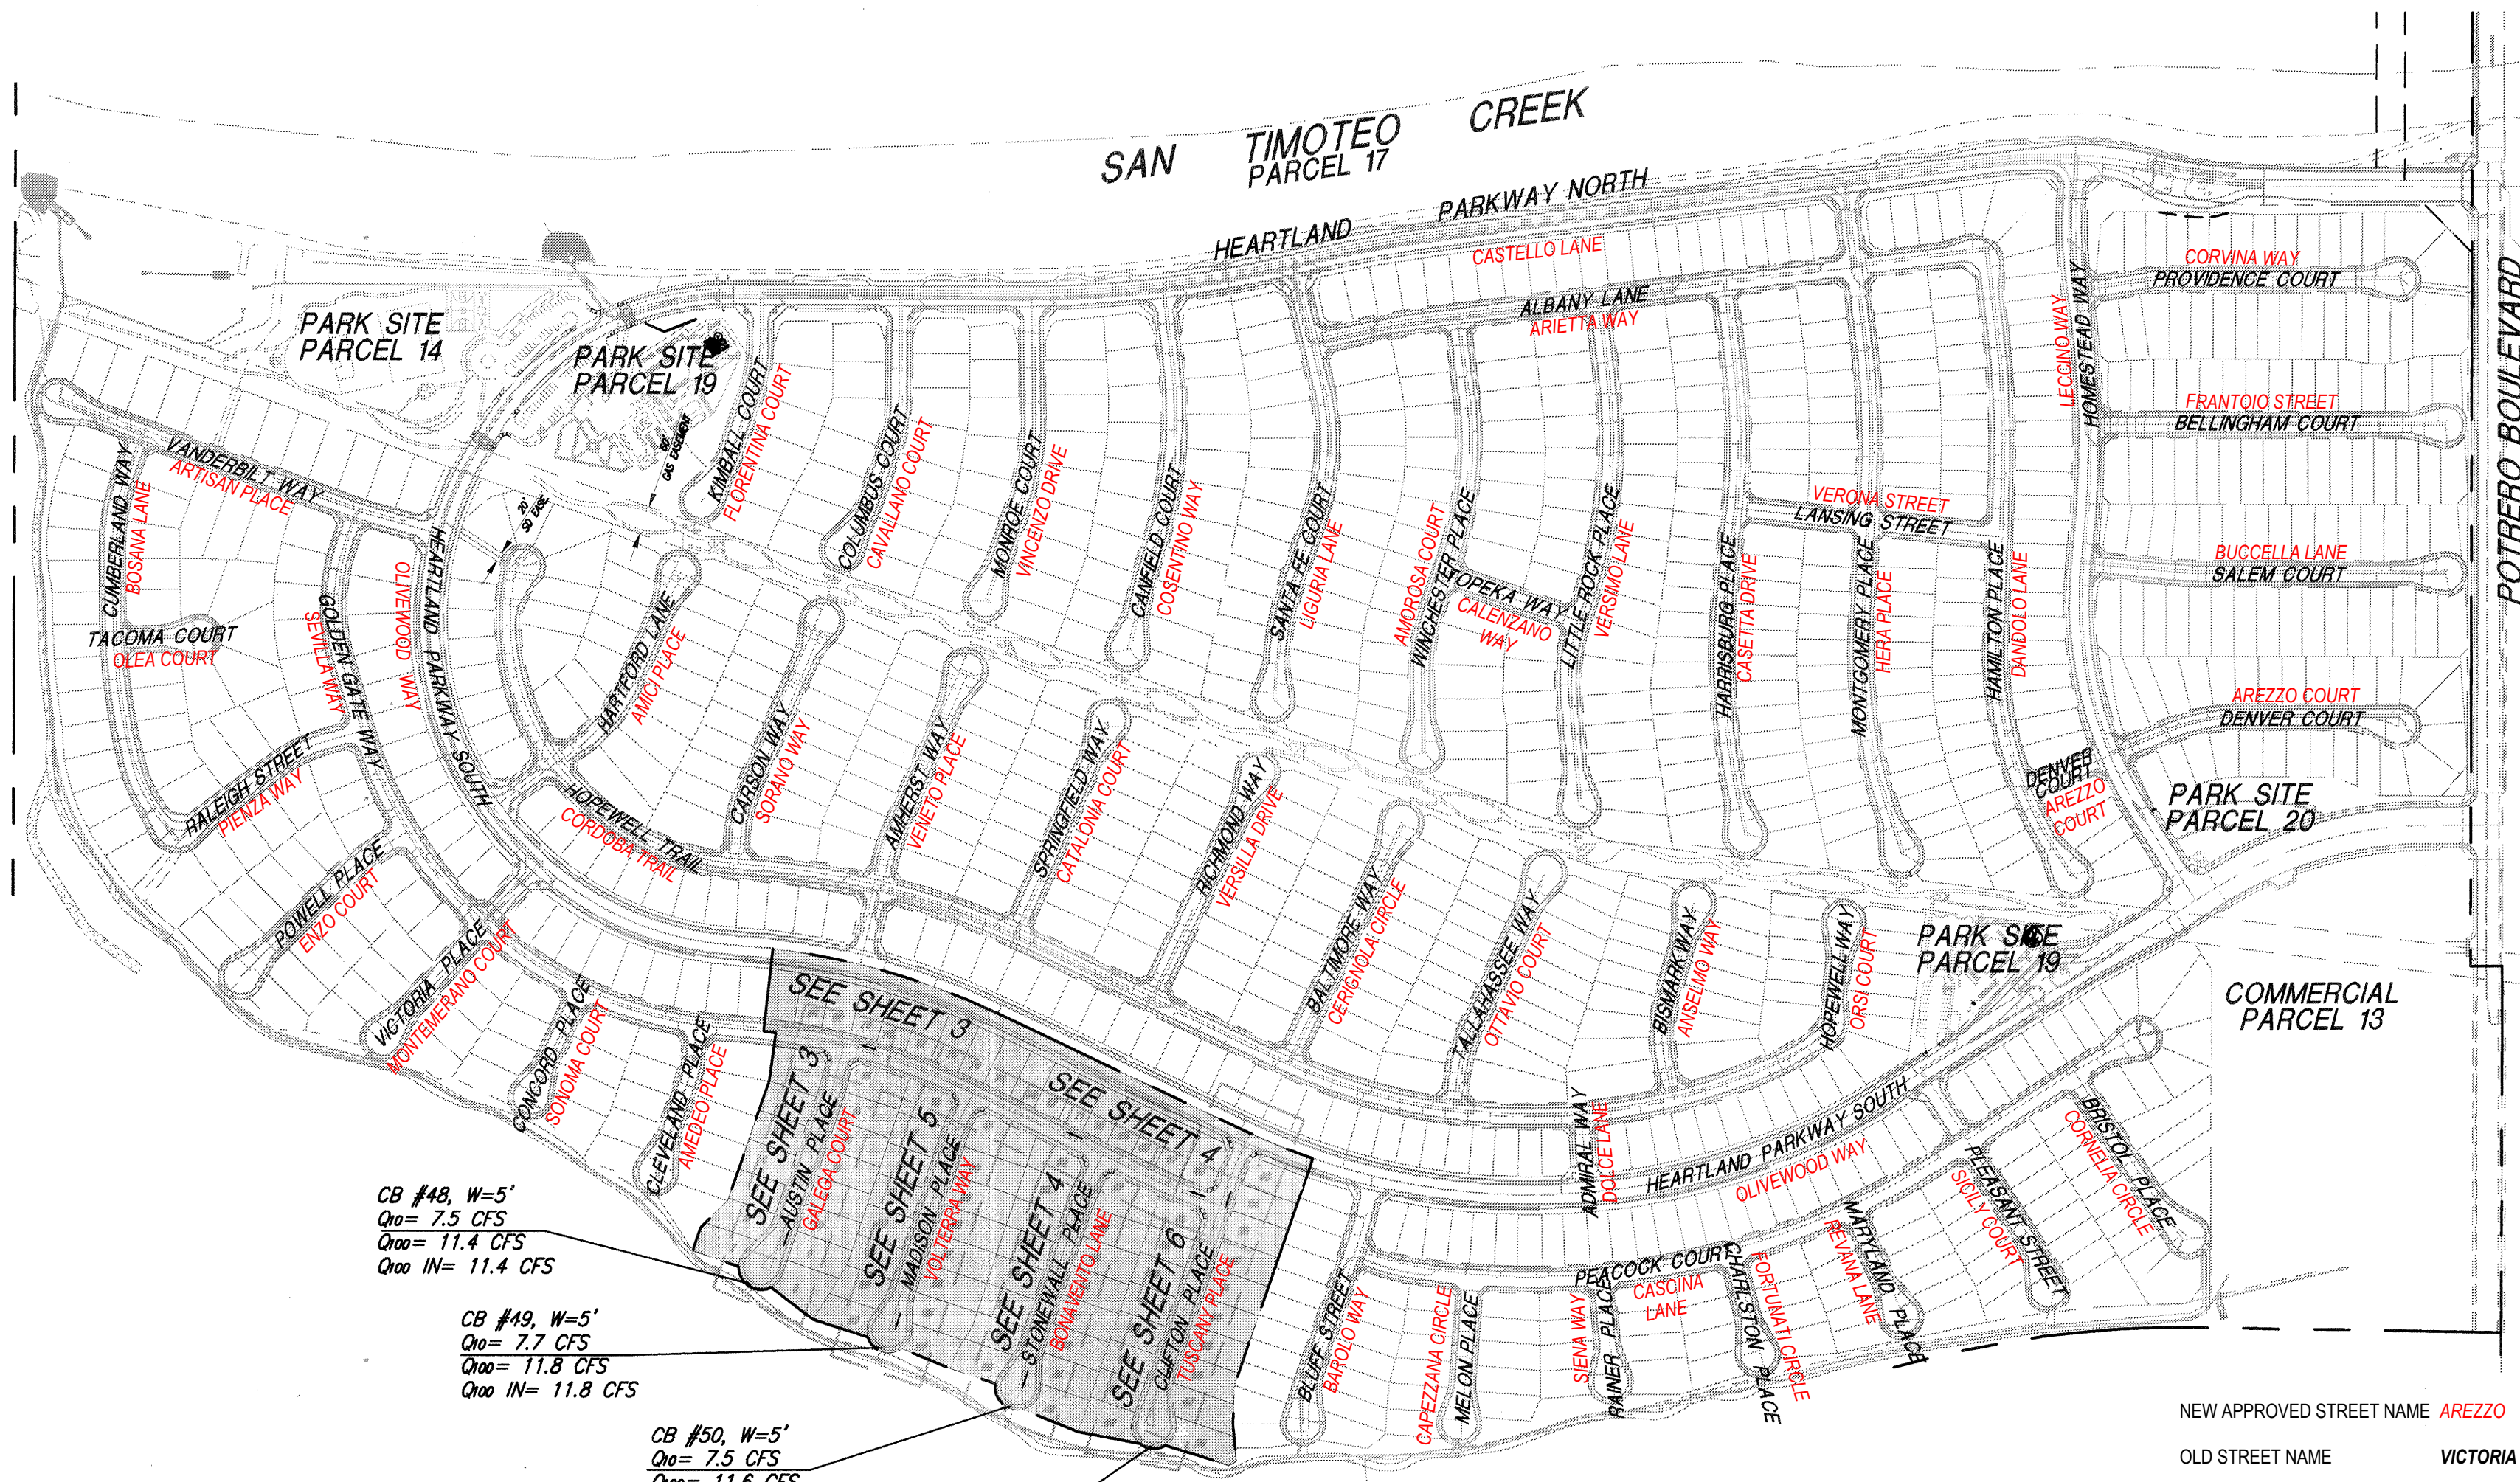 SAN TIMOTEO CREEK
PARCEL 17
HEARTLAND PARKWAY NORTH
CASTELLO LANE
ALBANY LANE
ARIETTA WAY
CORVINA WAY
PROVIDENCE COURT
LECCINO WAY
HOMESTEAD WAY
FRANTOIO STREET
BELLINGHAM COURT
BUCCELLA LANE
SALEM COURT
AREZZO COURT
DENVER COURT
POTRERO BOULEVARD
PARK SITE
PARCEL 14
PARK SITE
PARCEL 19
60'
GAS EASEMENT
20'
SD EASE
KIMBALL COURT
FLORENTINA COURT
COLUMBUS COURT
CAVALLANO COURT
MONROE COURT
VINCENZO DRIVE
CANFIELD COURT
COSENTINO WAY
SANTA FE COURT
LIGURIA LANE
AMOROSA COURT
WINCHESTER PLACE
TOPEKA WAY
CALENZANO
WAY
LITTLE ROCK PLACE
VERSIMO LANE
HARRISBURG PLACE
CASETTA DRIVE
VERONA STREET
LANSING STREET
MONTGOMERY PLACE
HERA PLACE
HAMILTON PLACE
DANDOLO LANE
DENVER
COURT
AREZZO
COURT
PARK SITE
PARCEL 20
VANDERBILT WAY
ARTISAN PLACE
CUMBERLAND WAY
BOSANA LANE
TACOMA COURT
OLEA COURT
GOLDEN GATE WAY
SEVILLA WAY
OLIVEWOOD WAY
HEARTLAND PARKWAY SOUTH
RALEIGH STREET
PIENZA WAY
POWELL PLACE
ENZO COURT
VICTORIA PLACE
MONTEMERANO COURT
CONCORD PLACE
SONOMA COURT
CLEVELAND PLACE
AMEDEO PLACE
HARTFORD LANE
AMICI PLACE
HOPEWELL TRAIL
CORDOBA TRAIL
CARSON WAY
SORANO WAY
AMHERST WAY
VENETO PLACE
SPRINGFIELD WAY
CATALONA COURT
RICHMOND WAY
VERSILLA DRIVE
BALTIMORE WAY
CERIGNOLA CIRCLE
TALLAHASSEE WAY
OTTAVIO COURT
BISMARK WAY
ANSELMO WAY
HOPEWELL WAY
ORSI COURT
PARK SITE
PARCEL 19
COMMERCIAL
PARCEL 13
SEE SHEET 3
SEE SHEET 4
SEE SHEET 3
AUSTIN PLACE
GALEGA COURT
SEE SHEET 5
MADISON PLACE
VOLTERRA WAY
SEE SHEET 4
STONEWALL PLACE
BONAVENTO LANE
SEE SHEET 6
CLIFTON PLACE
TUSCANY PLACE
BLUFF STREET
BAROLO WAY
CAPEZZANA CIRCLE
MELON PLACE
ADMIRAL WAY
DOLCE LANE
HEARTLAND PARKWAY SOUTH
OLIVEWOOD WAY
PEACOCK COURT
CASCINA
LANE
SIENA WAY
RAINER PLACE
CHARLSTON PLACE
FORTUNATI CIRCLE
MARYLAND PLACE
REVANA LANE
PLEASANT STREET
SICILY COURT
BRISTOL PLACE
CORNELIA CIRCLE
CB #48, W=5'
Q10= 7.5 CFS
Q100= 11.4 CFS
Q100 IN= 11.4 CFS
CB #49, W=5'
Q10= 7.7 CFS
Q100= 11.8 CFS
Q100 IN= 11.8 CFS
CB #50, W=5'
Q10= 7.5 CFS
Q100= 11.6 CFS
NEW APPROVED STREET NAME AREZZO
OLD STREET NAME VICTORIA